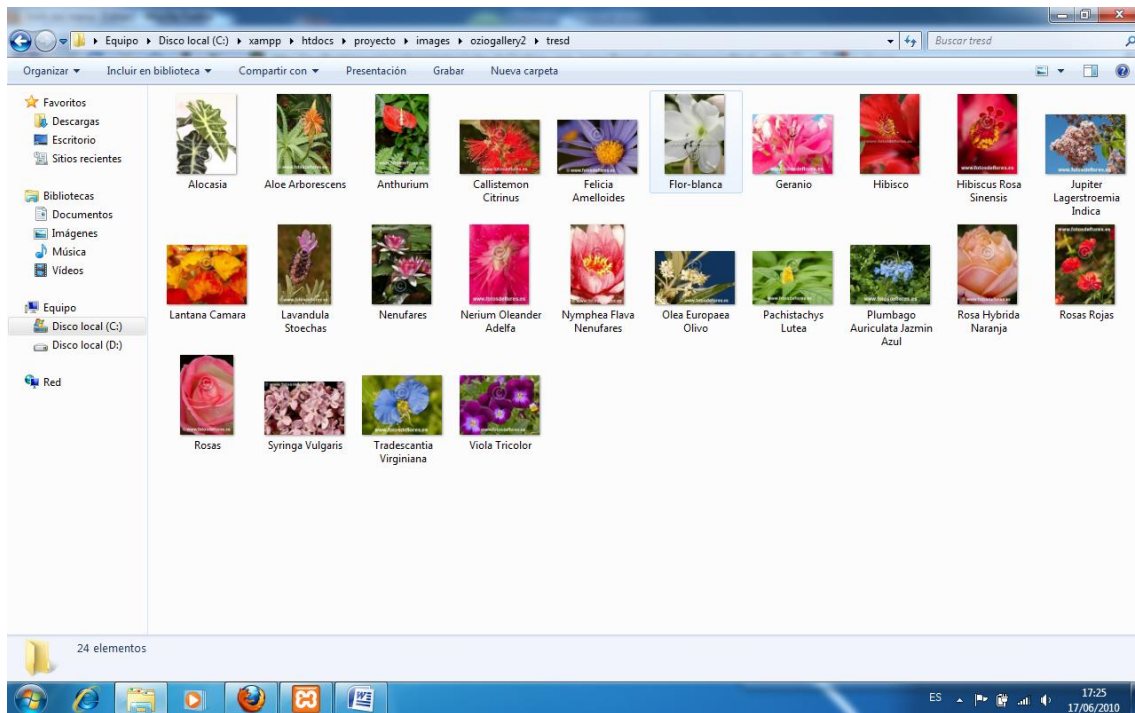 Equipo ▸ Disco local (C:) ▸ xampp ▸ htdocs ▸ proyecto ▸ images ▸ oziogallery2 ▸ tresd
Buscar tresd
Organizar Incluir en biblioteca Compartir con Presentación Grabar Nueva carpeta
Favoritos
Descargas
Escritorio
Sitios recientes
Bibliotecas
Documentos
Imágenes
Música
Vídeos
Equipo
Disco local (C:)
Disco local (D:)
Red
Alocasia
Aloe Arborescens
Anthurium
Callistemon
Citrinus
Felicia
Amelloides
Flor-blanca
Geranio
Hibisco
Hibiscus Rosa
Sinensis
Jupiter
Lagerstroemia
Indica
Lantana Camara
Lavandula
Stoechas
Nenufares
Nerium Oleander
Adelfa
Nymphea Flava
Nenufares
Olea Europaea
Olivo
Pachistachys
Lutea
Plumbago
Auriculata Jazmin
Azul
Rosa Hybrida
Naranja
Rosas Rojas
Rosas
Syringa Vulgaris
Tradescantia
Virginiana
Viola Tricolor
24 elementos
ES
17:25
17/06/2010